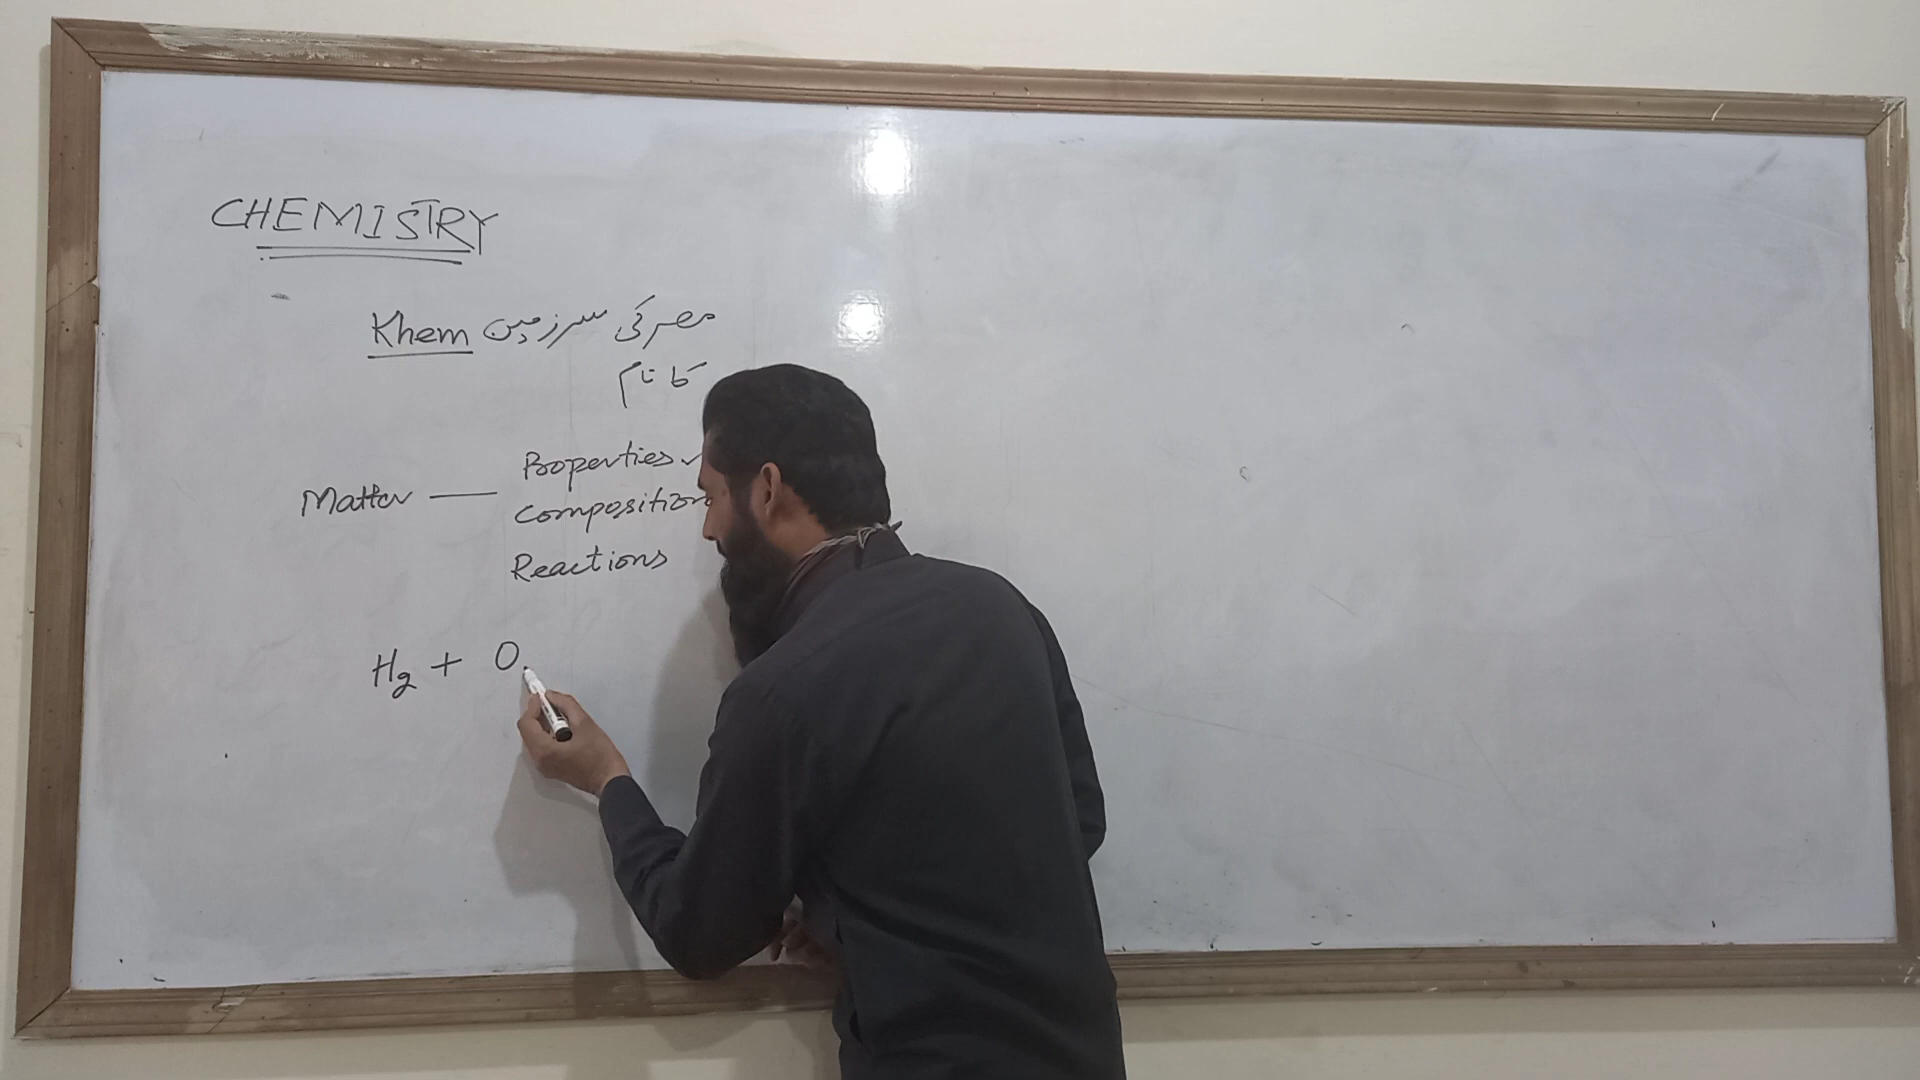 CHEMISTRY
Khem مصر کی سرزمین
کا نام
Matter — Properties ✓
Composition
Reactions
H₂ + O